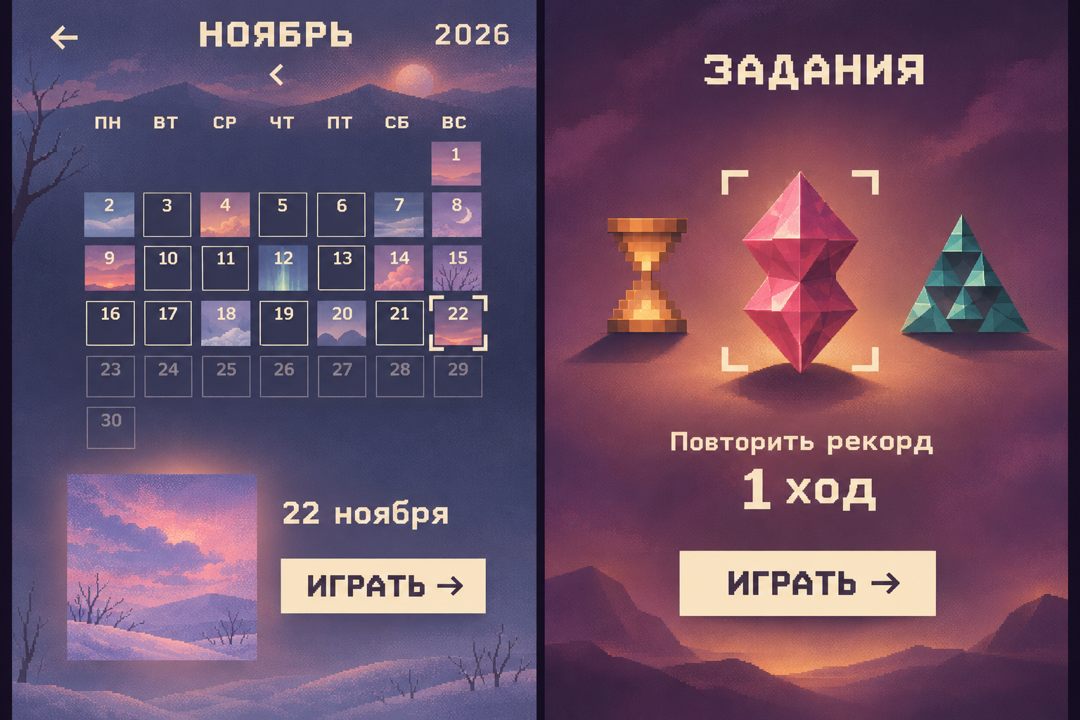 НОЯБРЬ 2026
ПН ВТ СР ЧТ ПТ СБ ВС
1
2 3 4 5 6 7 8
9 10 11 12 13 14 15
16 17 18 19 20 21 22
23 24 25 26 27 28 29
30
22 ноября
ИГРАТЬ →
ЗАДАНИЯ
Повторить рекорд
1 ход
ИГРАТЬ →